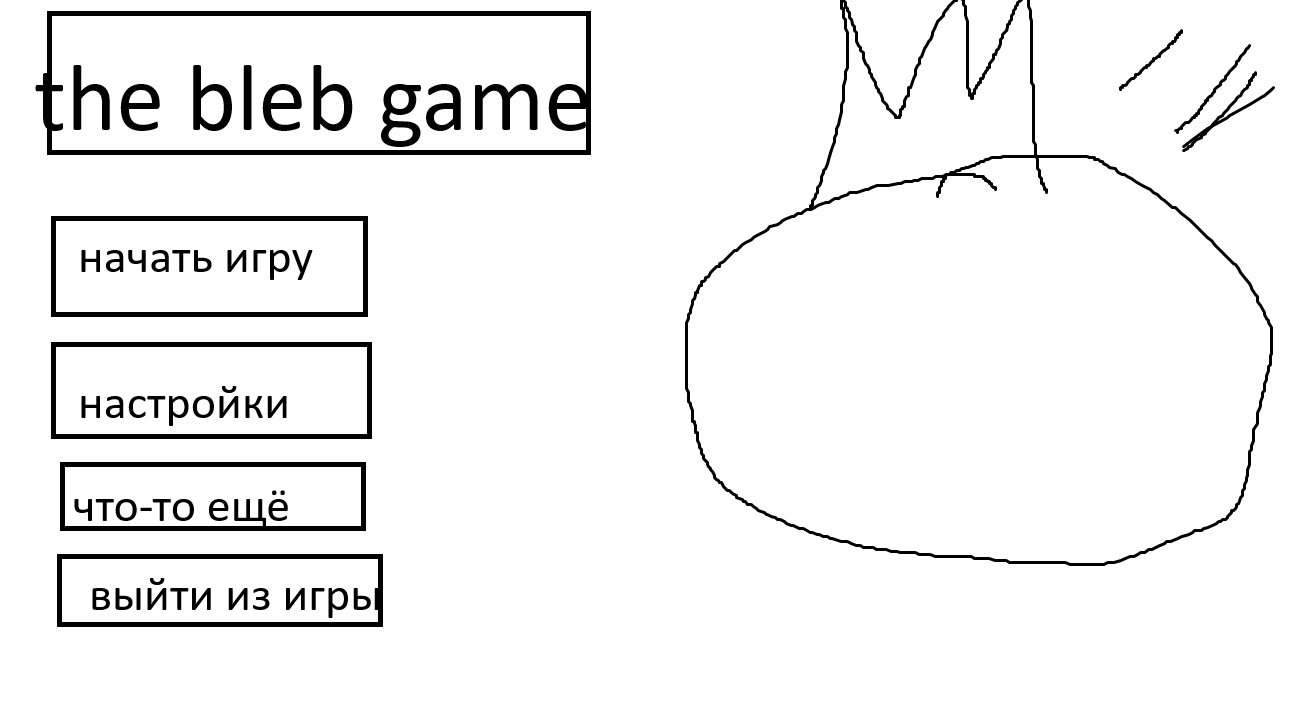 the bleb game
начать игру
настройки
что-то ещё
выйти из игры